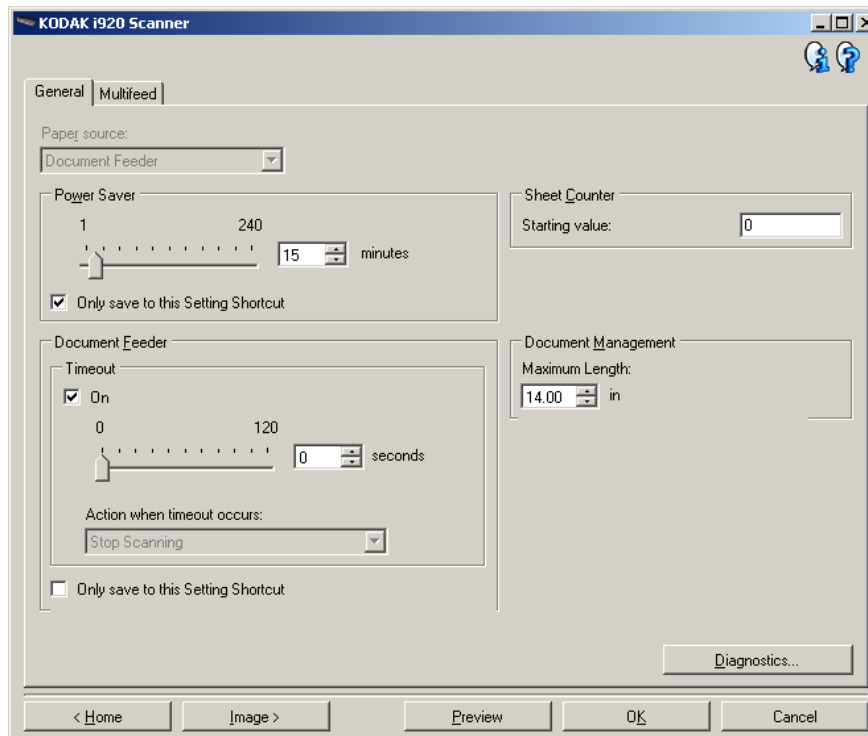 KODAK i920 Scanner
General
Multifeed
Paper source:
Document Feeder
Power Saver
1 240
15 minutes
Only save to this Setting Shortcut
Sheet Counter
Starting value: 0
Document Feeder
Timeout
On
0 120
0 seconds
Action when timeout occurs:
Stop Scanning
Only save to this Setting Shortcut
Document Management
Maximum Length:
14.00 in
Diagnostics...
< Home
Image >
Preview
OK
Cancel